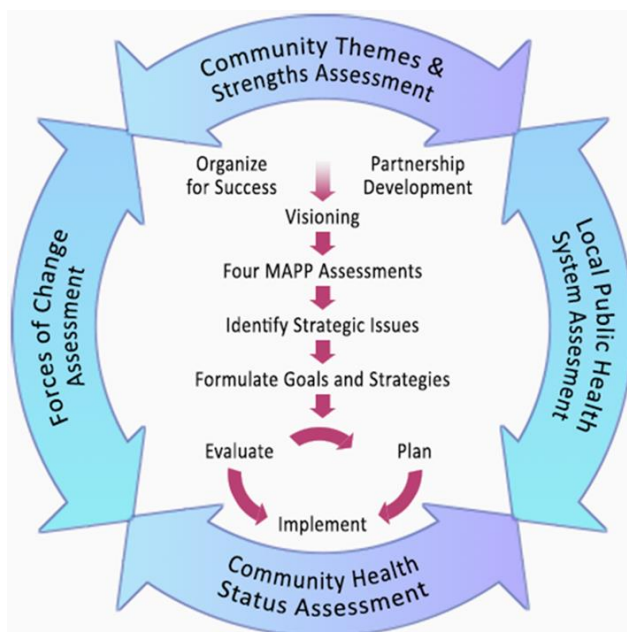 Community Themes &
Strengths Assessment
Organize
for Success
Partnership
Development
Visioning
Four MAPP Assessments
Identify Strategic Issues
Formulate Goals and Strategies
Evaluate
Plan
Implement
Forces of Change
Assessment
Local Public Health
System Assesment
Community Health
Status Assessment